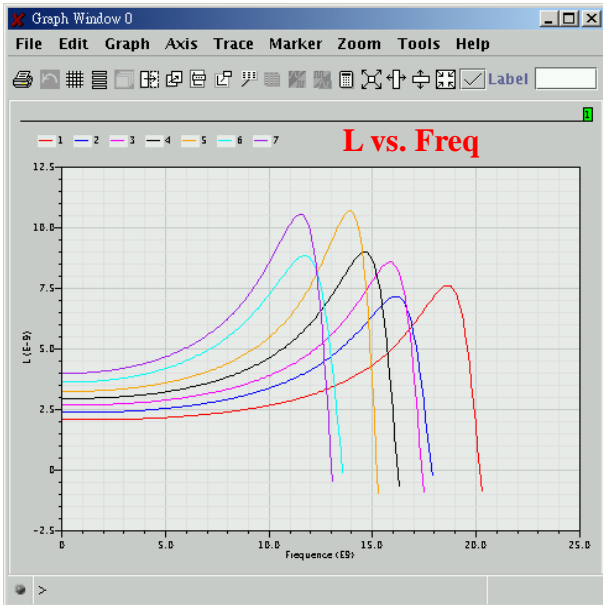 Graph Window 0
File Edit Graph Axis Trace Marker Zoom Tools Help
Label
1
1 2 3 4 5 6 7
L vs. Freq
12.5
10.0
7.5
5.0
2.5
0
-2.5
L(E-9)
0 5.0 10.0 15.0 20.0 25.0
Frequence (E9)
>